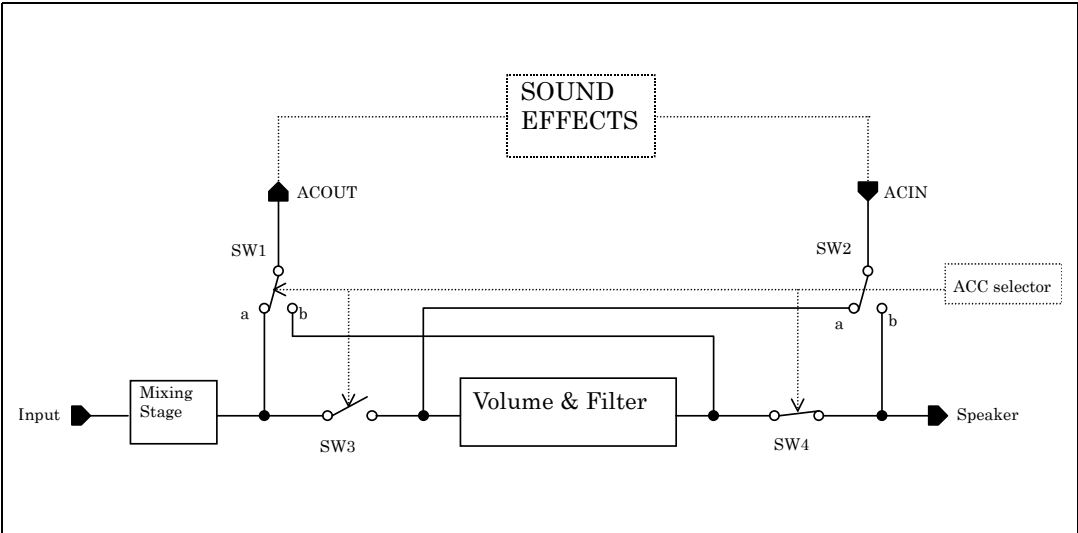 SOUND
EFFECTS
ACOUT
ACIN
SW1
SW2
ACC selector
a
b
a
b
Mixing
Stage
Volume & Filter
Input
Speaker
SW3
SW4